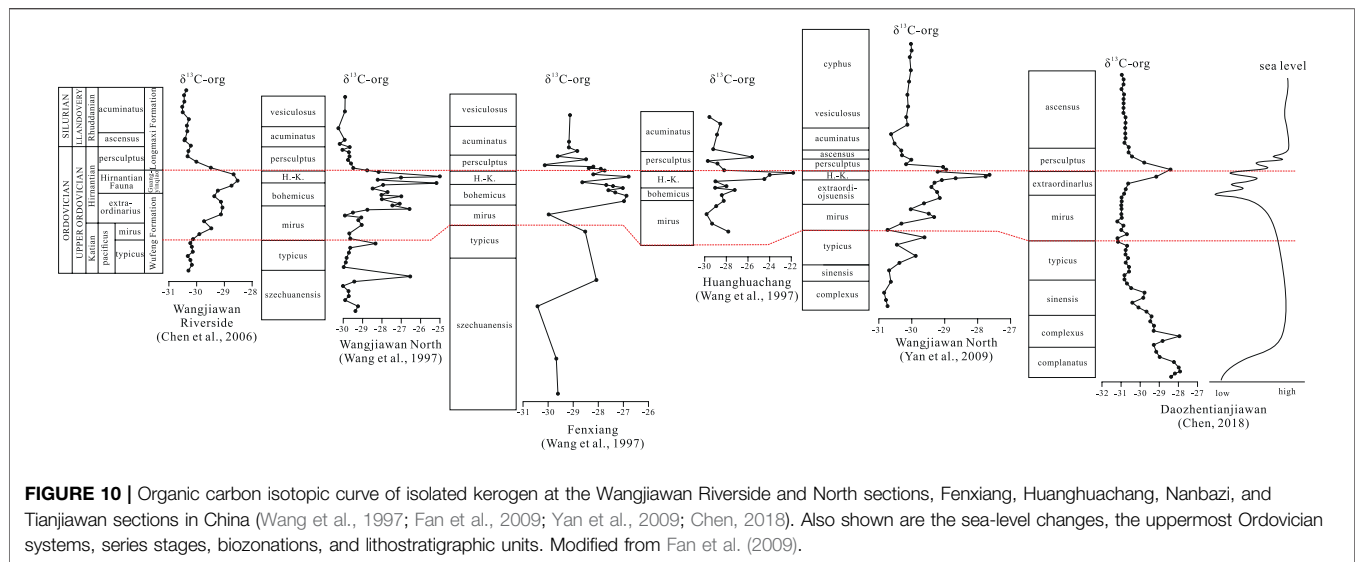 δ¹³C-org
SILURIAN
LLANDOVERY
Rhuddanian
acuminatus
ascensus
Longmaxi Formation
ORDOVICIAN
UPPER ORDOVICIAN
Hirnantian
persculptus
Hirnantian
Fauna
extra-
ordinarius
Katian
pacificus
mirus
typicus
Wufeng Formation
-31 -30 -29 -28
Wangjiawan
Riverside
(Chen et al., 2006)
δ¹³C-org
vesiculosus
acuminatus
persculptus
H.-K.
bohemicus
mirus
typicus
szechuanensis
-30 -29 -28 -27 -26 -25
Wangjiawan North
(Wang et al., 1997)
δ¹³C-org
vesiculosus
acuminatus
persculptus
H.-K.
bohemicus
mirus
typicus
szechuanensis
-31 -30 -29 -28 -27 -26
Fenxiang
(Wang et al., 1997)
δ¹³C-org
acuminatus
persculptus
H.-K.
bohemicus
mirus
-30 -28 -26 -24 -22
Huanghuachang
(Wang et al., 1997)
δ¹³C-org
cyphus
vesiculosus
acuminatus
ascensus
persculptus
H.-K.
extraordi-
ojsuensis
mirus
typicus
sinensis
complexus
-31 -30 -29 -28 -27
Wangjiawan North
(Yan et al., 2009)
δ¹³C-org
sea level
ascensus
persculptus
extraordinarlus
mirus
typicus
sinensis
complexus
complanatus
-32 -31 -30 -29 -28 -27
low high
Daozhentianjiawan
(Chen, 2018)
FIGURE 10 | Organic carbon isotopic curve of isolated kerogen at the Wangjiawan Riverside and North sections, Fenxiang, Huanghuachang, Nanbazi, and
Tianjiawan sections in China (Wang et al., 1997; Fan et al., 2009; Yan et al., 2009; Chen, 2018). Also shown are the sea-level changes, the uppermost Ordovician
systems, series stages, biozonations, and lithostratigraphic units. Modified from Fan et al. (2009).